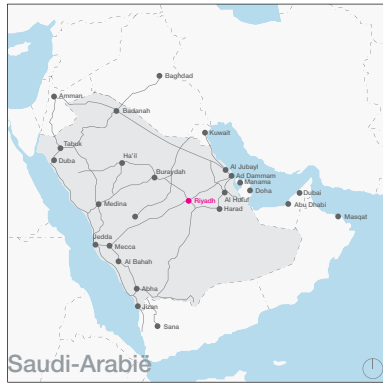 Baghdad
Amman
Badanah
Kuwait
Tabuk
Duba
Ha'il
Al Jubayl
Buraydah
Ad Dammam
Manama
Doha
Dubai
Riyadh
Al Hufuf
Medina
Harad
Abu Dhabi
Masqat
Jedda
Mecca
Al Bahah
Abha
Jizan
Sana
Saudi-Arabië